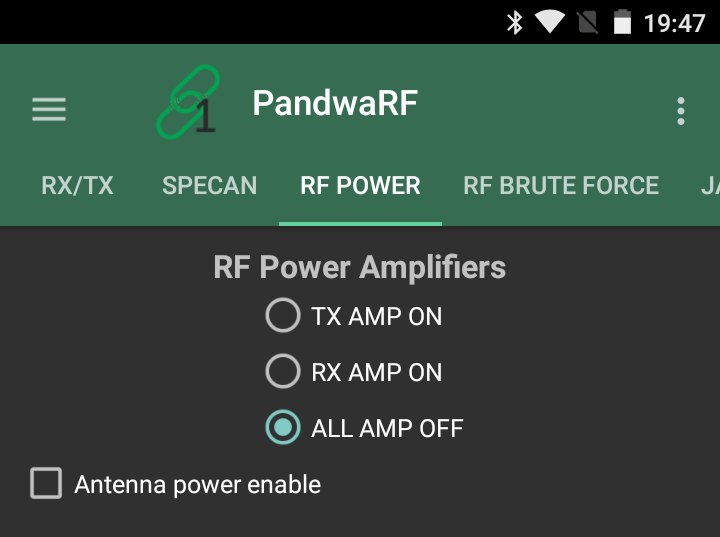 19:47
1
PandwaRF
RX/TX SPECAN RF POWER RF BRUTE FORCE JA
RF Power Amplifiers
TX AMP ON
RX AMP ON
ALL AMP OFF
Antenna power enable